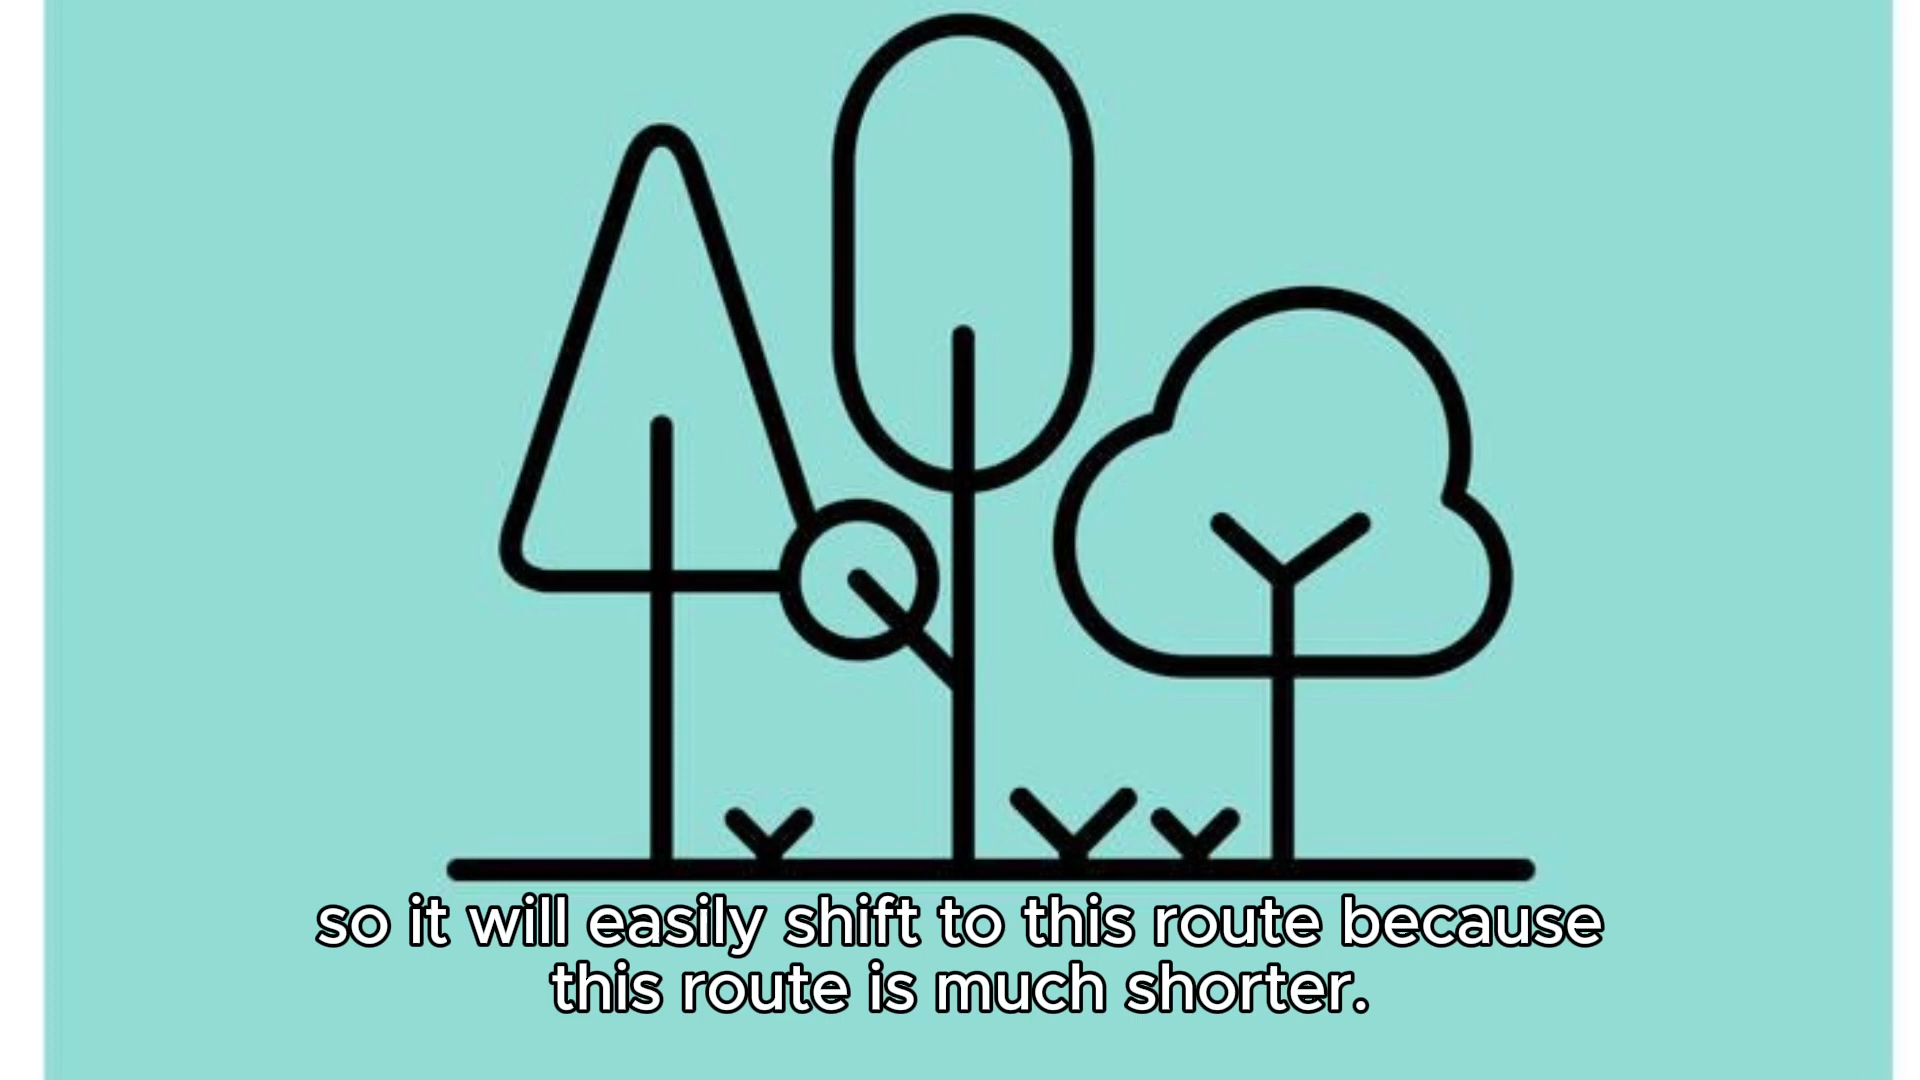 so it will easily shift to this route because
this route is much shorter.